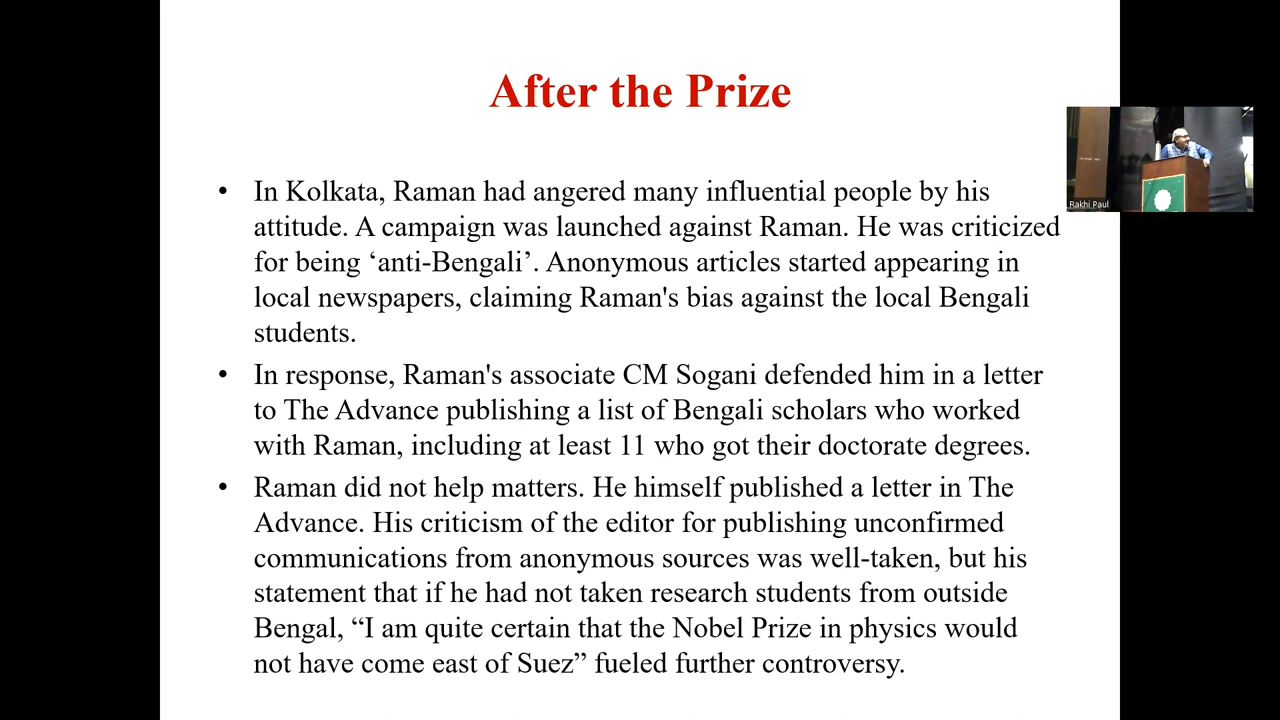 After the Prize
• In Kolkata, Raman had angered many influential people by his
attitude. A campaign was launched against Raman. He was criticized
for being ‘anti-Bengali’. Anonymous articles started appearing in
local newspapers, claiming Raman's bias against the local Bengali
students.
• In response, Raman's associate CM Sogani defended him in a letter
to The Advance publishing a list of Bengali scholars who worked
with Raman, including at least 11 who got their doctorate degrees.
• Raman did not help matters. He himself published a letter in The
Advance. His criticism of the editor for publishing unconfirmed
communications from anonymous sources was well-taken, but his
statement that if he had not taken research students from outside
Bengal, “I am quite certain that the Nobel Prize in physics would
not have come east of Suez” fueled further controversy.
Rakhi Paul